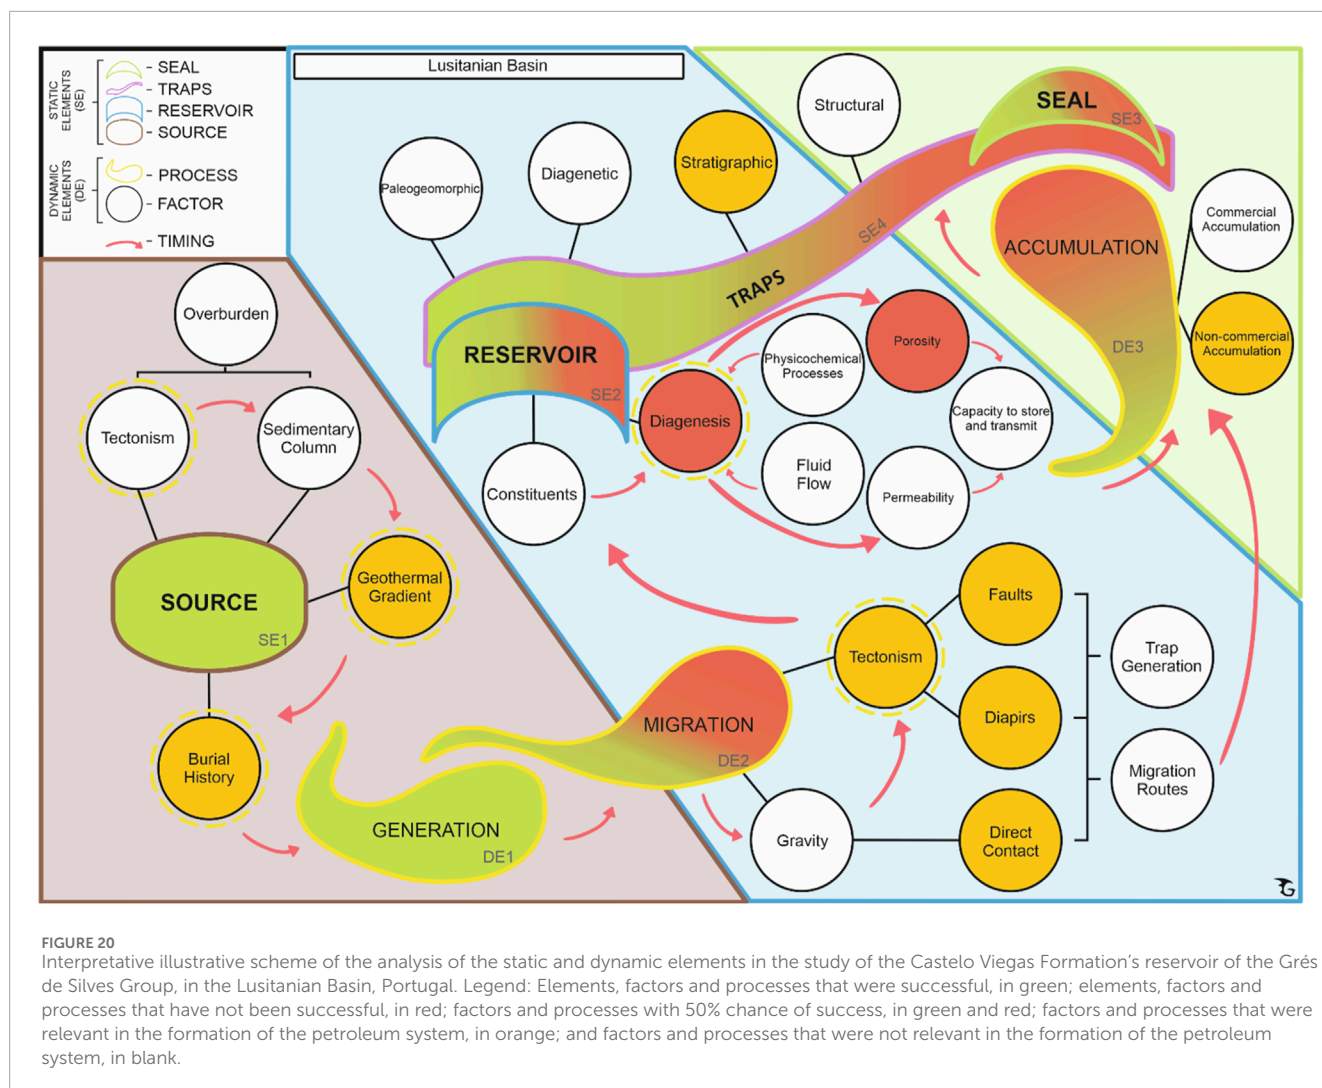 STATIC
ELEMENTS
(SE)
- SEAL
- TRAPS
- RESERVOIR
- SOURCE
DYNAMIC
ELEMENTS
(DE)
- PROCESS
- FACTOR
- TIMING
Lusitanian Basin
Paleogeomorphic
Diagenetic
Stratigraphic
Structural
SEAL
SE3
TRAPS
SE4
ACCUMULATION
DE3
Commercial
Accumulation
Non-commercial
Accumulation
RESERVOIR
SE2
Constituents
Diagenesis
Physicochemical
Processes
Fluid
Flow
Porosity
Permeability
Capacity to store
and transmit
Overburden
Tectonism
Sedimentary
Column
SOURCE
SE1
Geothermal
Gradient
Burial
History
GENERATION
DE1
MIGRATION
DE2
Gravity
Tectonism
Faults
Diapirs
Direct
Contact
Trap
Generation
Migration
Routes
FIGURE 20
Interpretative illustrative scheme of the analysis of the static and dynamic elements in the study of the Castelo Viegas Formation’s reservoir of the Grés
de Silves Group, in the Lusitanian Basin, Portugal. Legend: Elements, factors and processes that were successful, in green; elements, factors and
processes that have not been successful, in red; factors and processes with 50% chance of success, in green and red; factors and processes that were
relevant in the formation of the petroleum system, in orange; and factors and processes that were not relevant in the formation of the petroleum
system, in blank.